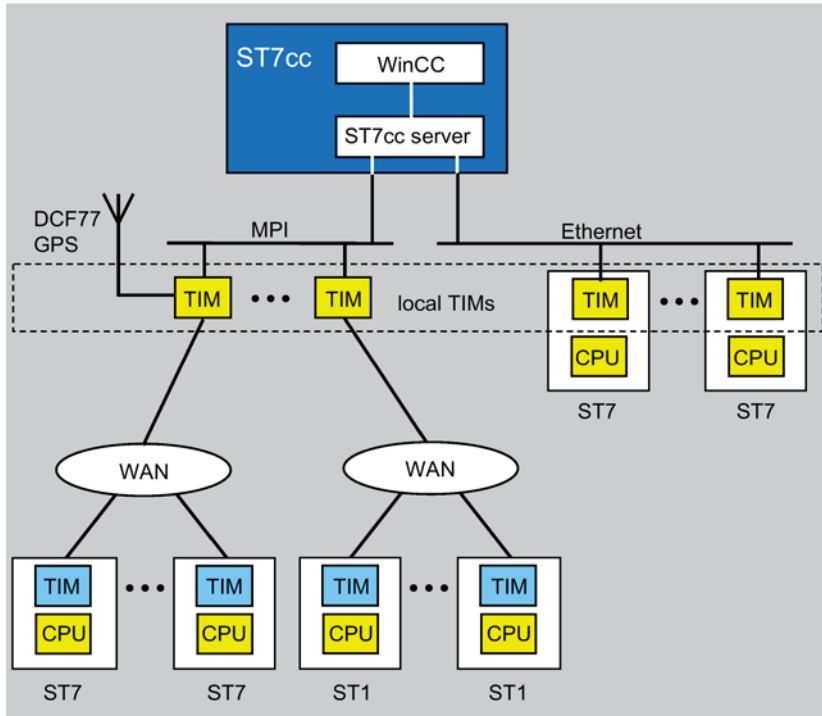 ST7cc
WinCC
ST7cc server
DCF77
GPS
MPI
Ethernet
TIM
TIM
local TIMs
TIM
TIM
CPU
CPU
ST7
ST7
WAN
WAN
TIM
TIM
TIM
TIM
CPU
CPU
CPU
CPU
ST7
ST7
ST1
ST1